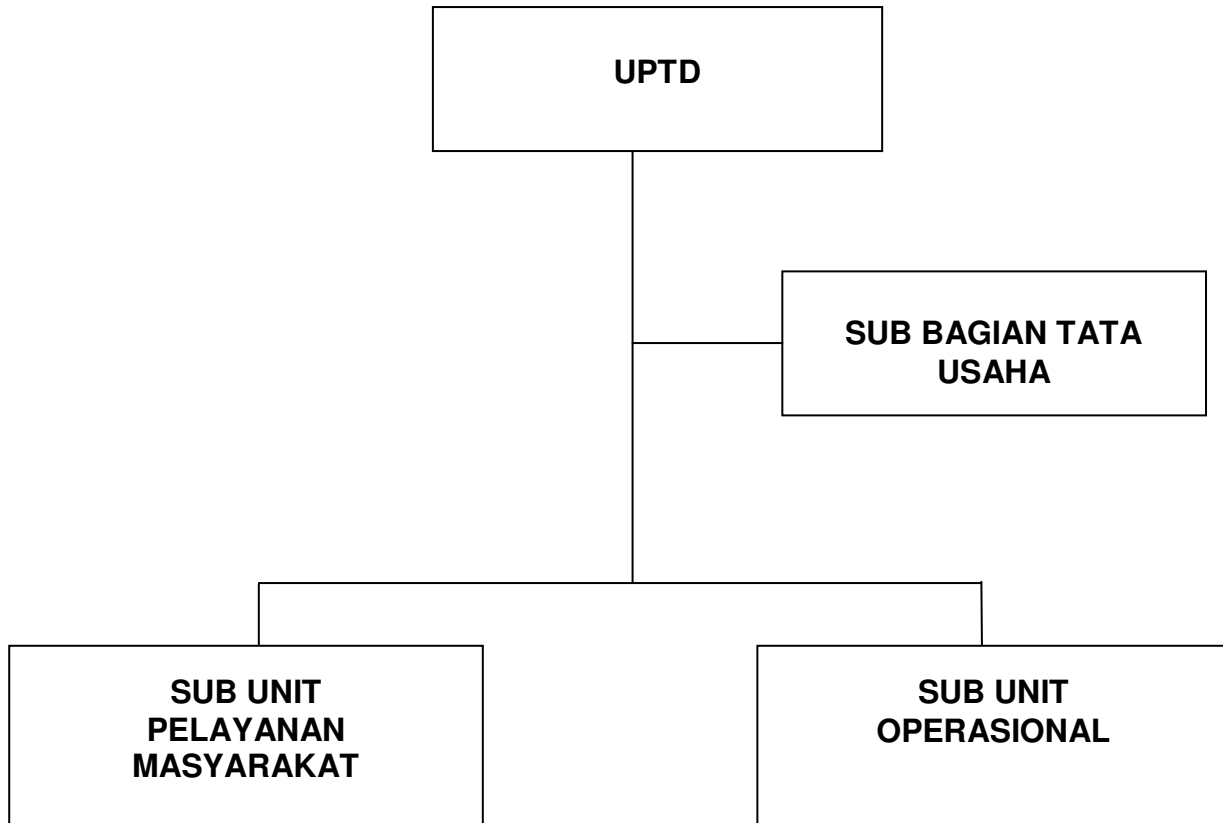 UPTD
SUB BAGIAN TATA
USAHA
SUB UNIT
PELAYANAN
MASYARAKAT
SUB UNIT
OPERASIONAL